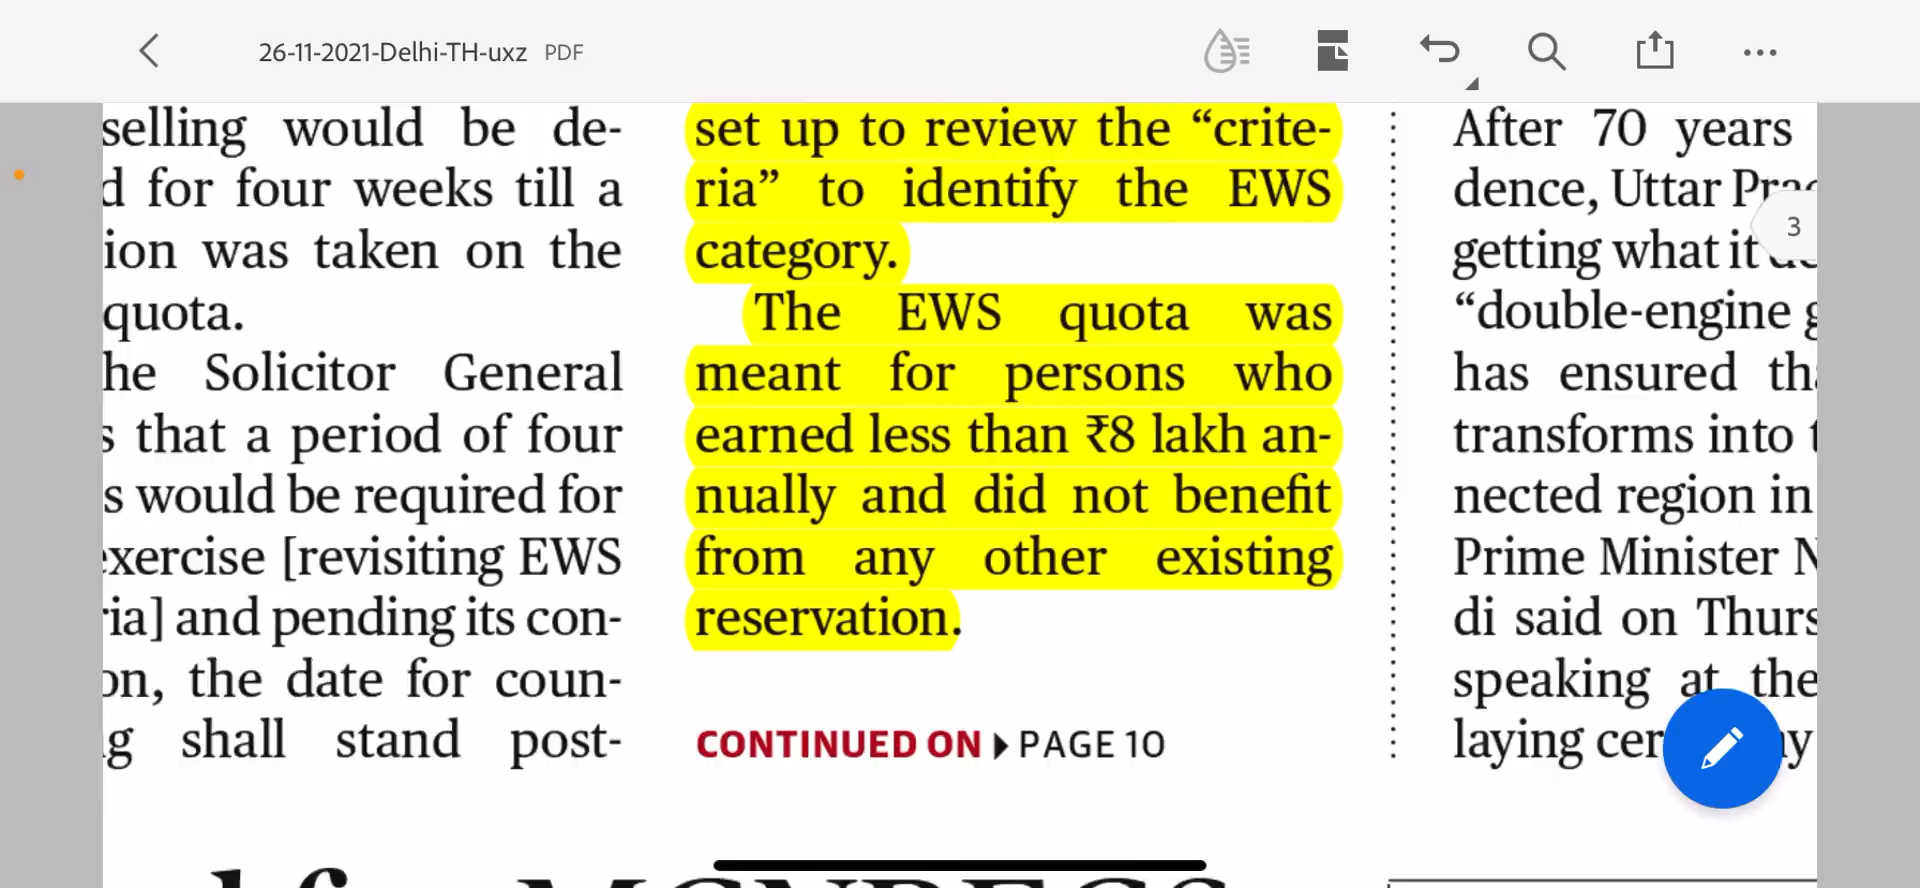 26-11-2021-Delhi-TH-uxz PDF
selling would be de-
d for four weeks till a
ion was taken on the
quota.
he Solicitor General
s that a period of four
s would be required for
exercise [revisiting EWS
ria] and pending its con-
on, the date for coun-
g shall stand post-
set up to review the “crite-
ria” to identify the EWS
category.
The EWS quota was
meant for persons who
earned less than ₹8 lakh an-
nually and did not benefit
from any other existing
reservation.
CONTINUED ON ▶ PAGE 10
After 70 years
dence, Uttar Prad
getting what it
“double-engine g
has ensured tha
transforms into t
nected region in
Prime Minister N
di said on Thurs
speaking at the
laying cer ny
3